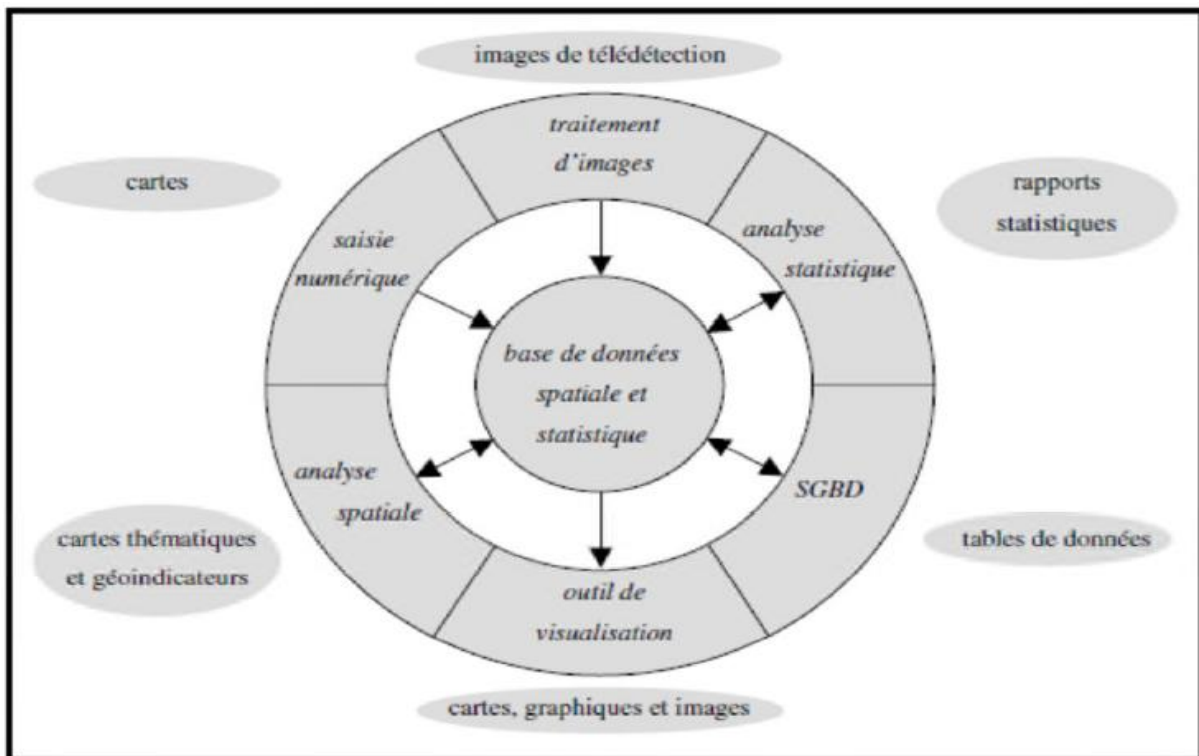 images de télédétection
traitement
d'images
cartes
rapports
statistiques
saisie
numérique
analyse
statistique
base de données
spatiale et
statistique
analyse
spatiale
SGBD
cartes thématiques
et géoindicateurs
tables de données
outil de
visualisation
cartes, graphiques et images